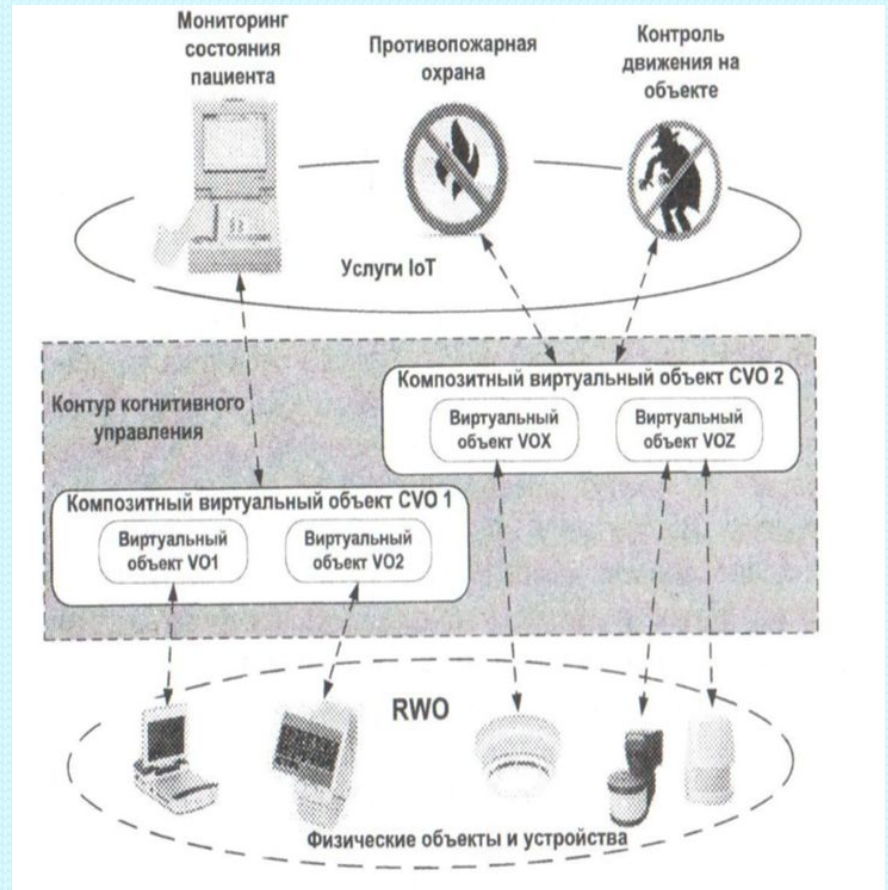 Мониторинг
состояния
пациента
Противопожарная
охрана
Контроль
движения на
объекте
Услуги IoT
Контур когнитивного
управления
Композитный виртуальный объект CVO 2
Виртуальный
объект VOX
Виртуальный
объект VOZ
Композитный виртуальный объект CVO 1
Виртуальный
объект VO1
Виртуальный
объект VO2
RWO
Физические объекты и устройства